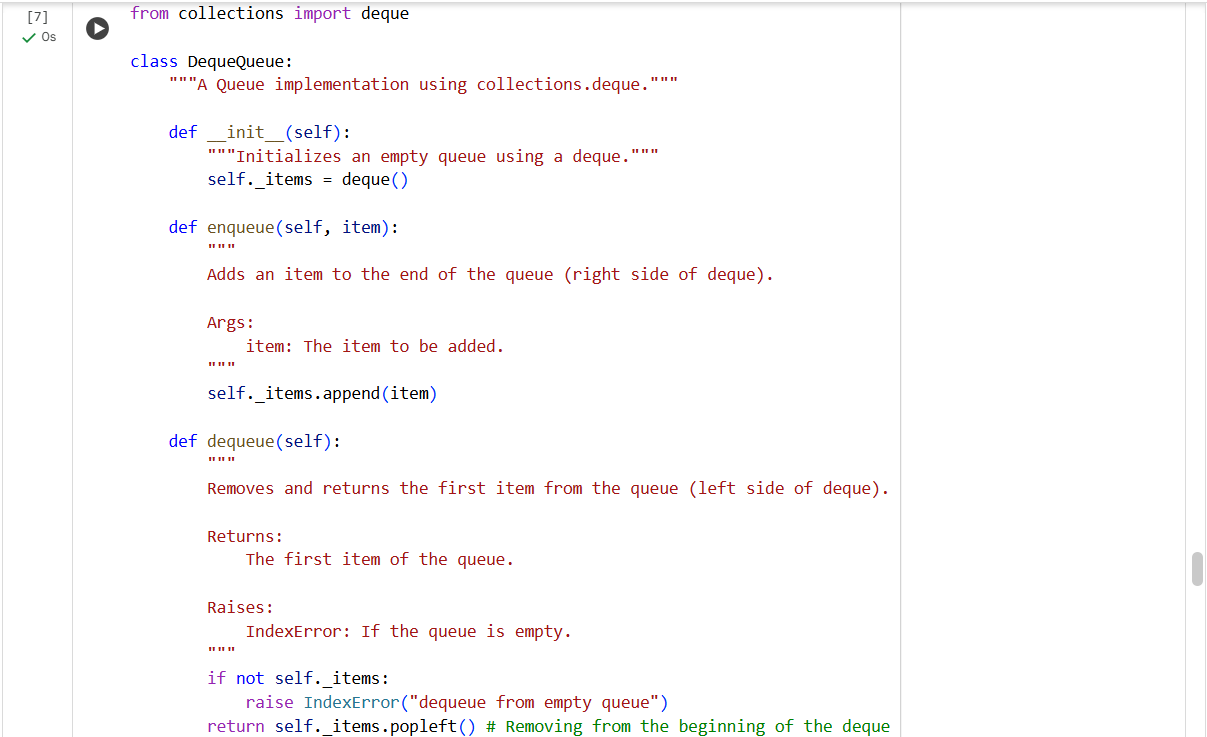 [7]
0s
from collections import deque
class DequeQueue:
    """A Queue implementation using collections.deque."""
    def __init__(self):
        """Initializes an empty queue using a deque."""
        self._items = deque()
    def enqueue(self, item):
        """
        Adds an item to the end of the queue (right side of deque).
        Args:
            item: The item to be added.
        """
        self._items.append(item)
    def dequeue(self):
        """
        Removes and returns the first item from the queue (left side of deque).
        Returns:
            The first item of the queue.
        Raises:
            IndexError: If the queue is empty.
        """
        if not self._items:
            raise IndexError("dequeue from empty queue")
        return self._items.popleft() # Removing from the beginning of the deque